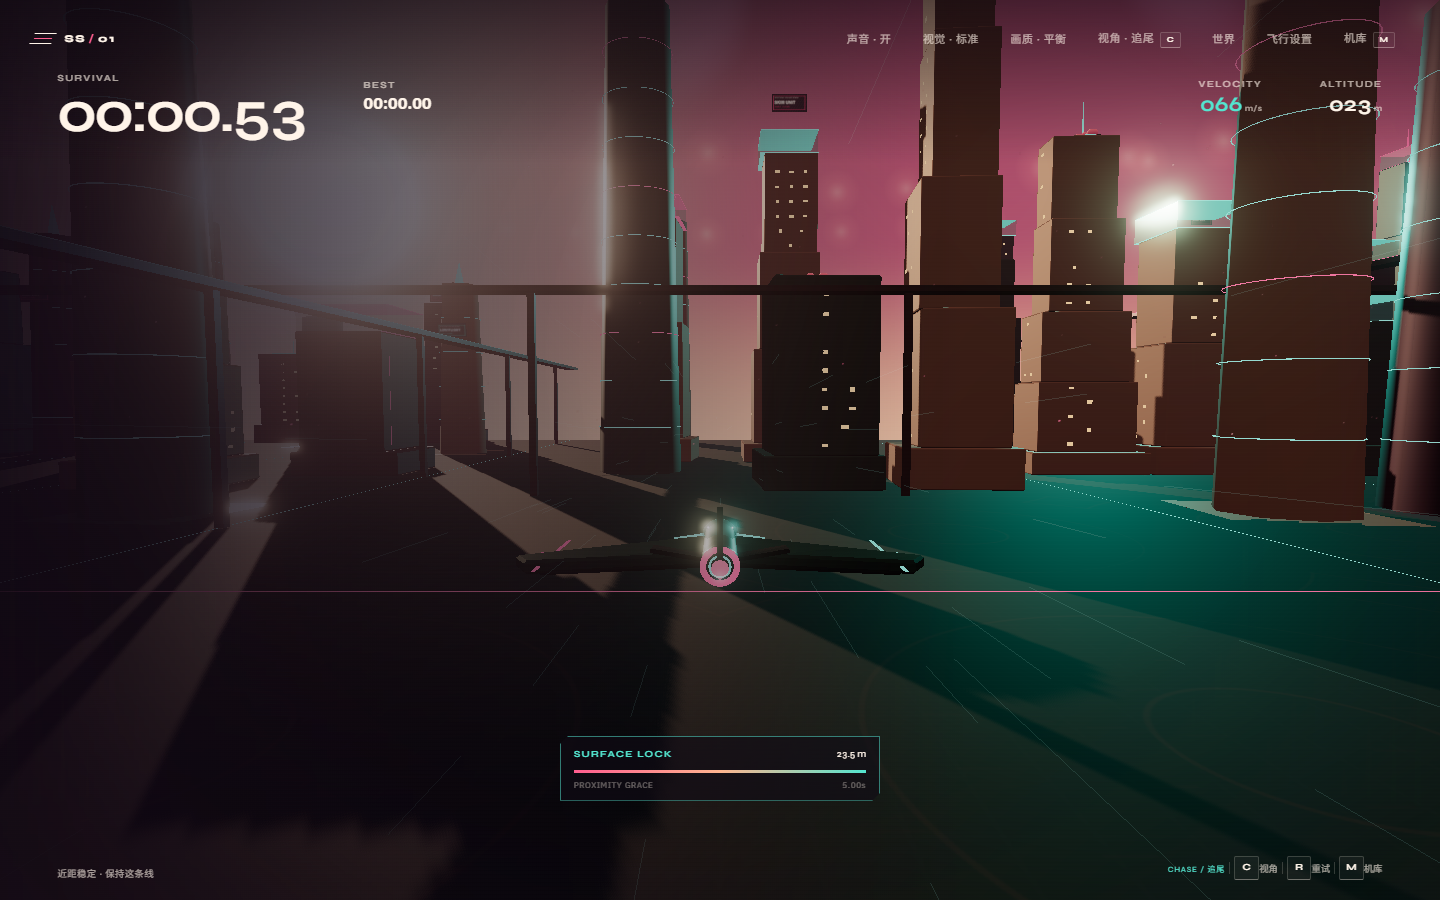 SS / 01
声音 · 开
视觉 · 标准
画质 · 平衡
视角 · 追尾 C
世界
飞行设置
机库 M
SURVIVAL
00:00.53
BEST
00:00.00
VELOCITY
066 m/s
ALTITUDE
023 m
SURFACE LOCK 23.5 m
PROXIMITY GRACE 5.00s
近距稳定 · 保持这条线
CHASE / 追尾 C 视角 R 重试 M 机库